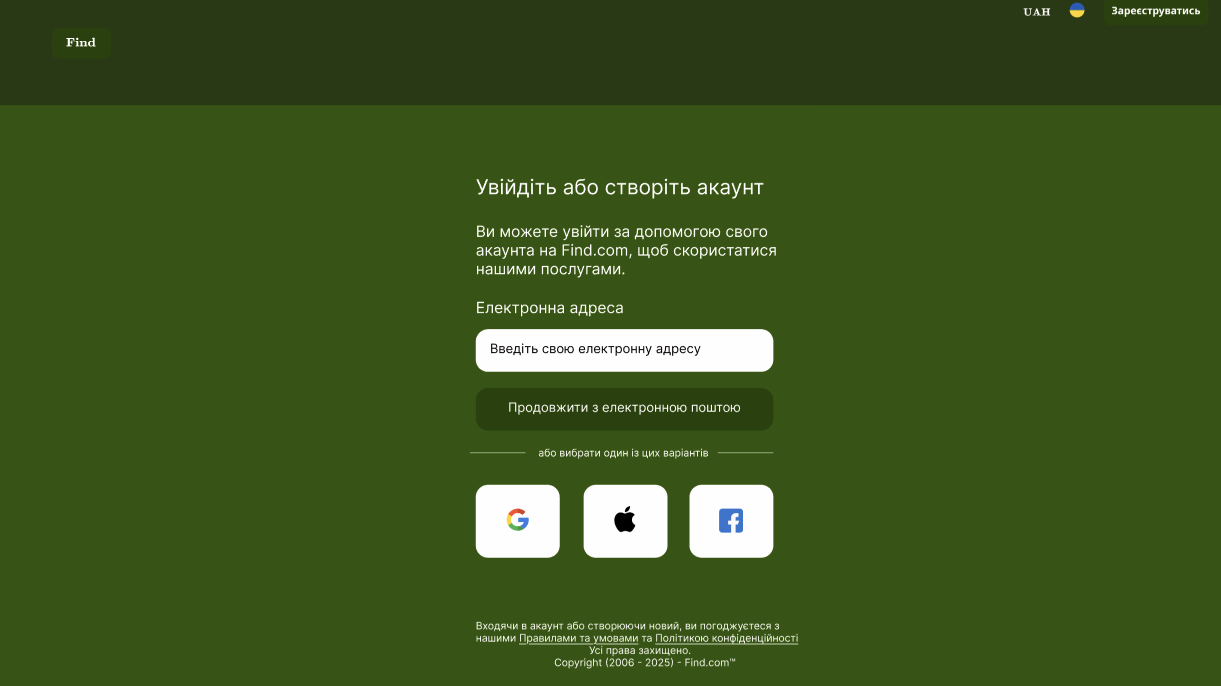 UAH
Зареєструватись
Find
Увійдіть або створіть акаунт
Ви можете увійти за допомогою свого
акаунта на Find.com, щоб скористатися
нашими послугами.
Електронна адреса
Введіть свою електронну адресу
Продовжити з електронною поштою
або вибрати один із цих варіантів
Входячи в акаунт або створюючи новий, ви погоджуєтеся з
нашими Правилами та умовами та Політикою конфіденційності
Усі права захищено.
Copyright (2006 - 2025) - Find.com™